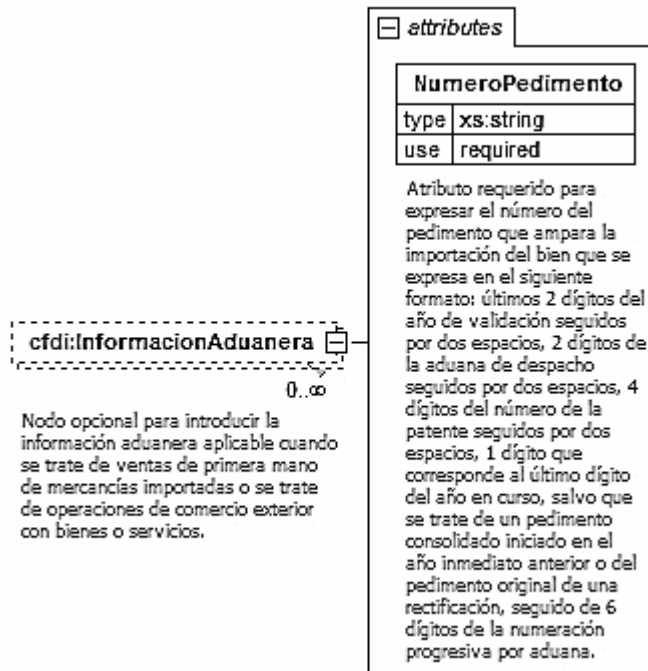 attributes
NumeroPedimento
type xs:string
use required
Atributo requerido para
expresar el número del
pedimento que ampara la
importación del bien que se
expresa en el siguiente
formato: últimos 2 dígitos del
año de validación seguidos
por dos espacios, 2 dígitos de
la aduana de despacho
seguidos por dos espacios, 4
dígitos del número de la
patente seguidos por dos
espacios, 1 dígito que
corresponde al último dígito
del año en curso, salvo que
se trate de un pedimento
consolidado iniciado en el
año inmediato anterior o del
pedimento original de una
rectificación, seguido de 6
dígitos de la numeración
progresiva por aduana.
cfdi:InformacionAduanera
0..∞
Nodo opcional para introducir la
información aduanera aplicable cuando
se trate de ventas de primera mano
de mercancías importadas o se trate
de operaciones de comercio exterior
con bienes o servicios.